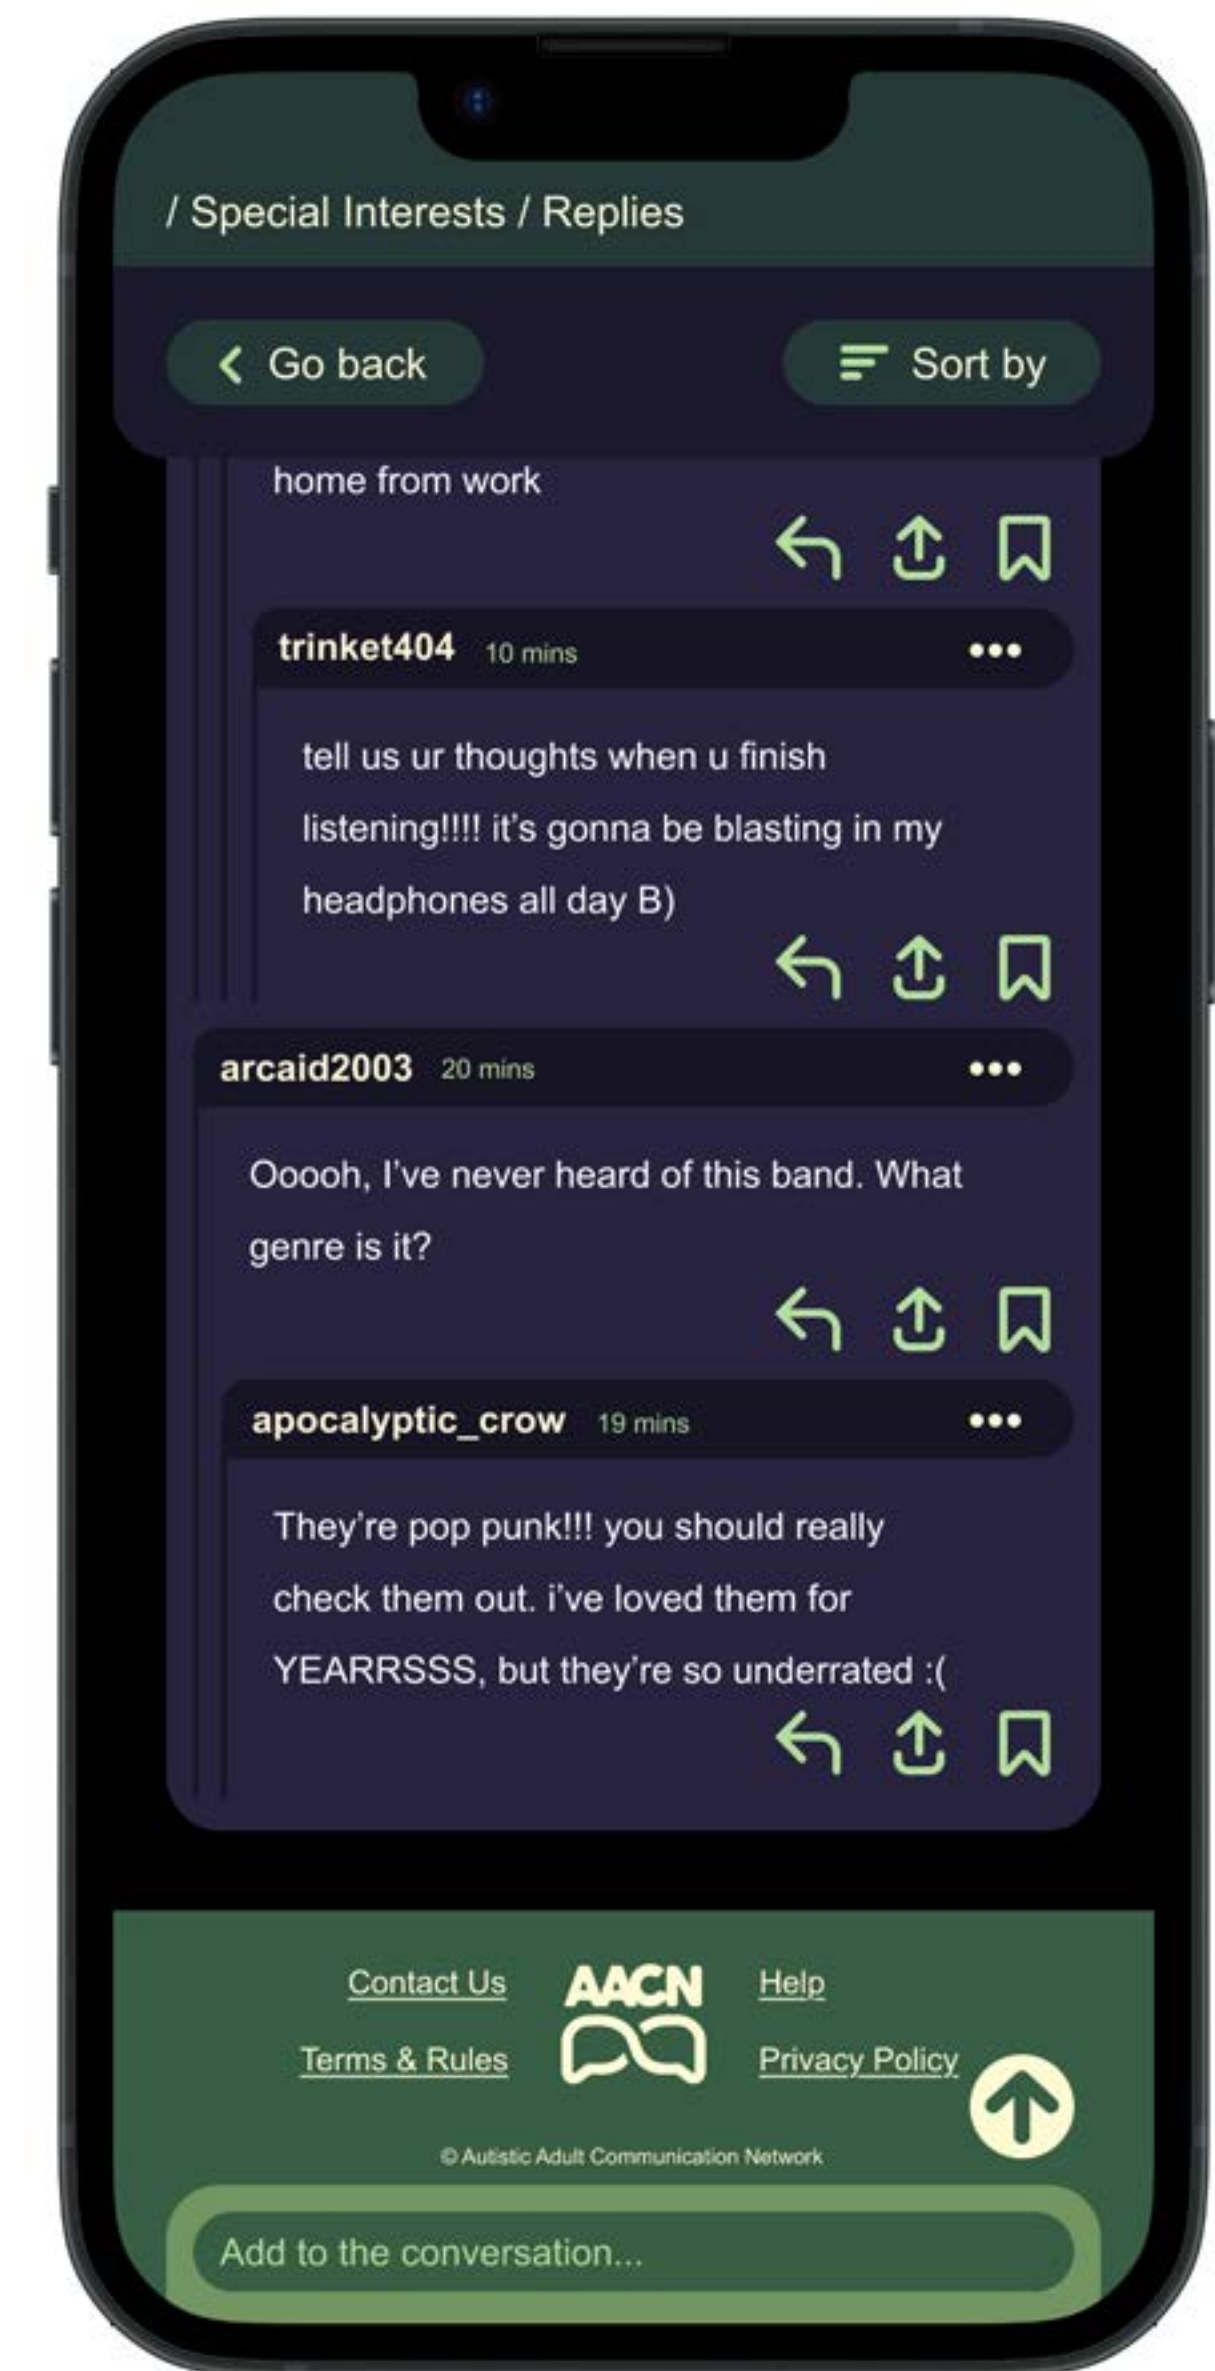 / Special Interests / Replies
Go back
Sort by
home from work
trinket404 10 mins
tell us ur thoughts when u finish
listening!!!! it's gonna be blasting in my
headphones all day B)
arcaid2003 20 mins
Ooooh, I've never heard of this band. What
genre is it?
apocalyptic_crow 19 mins
They're pop punk!!! you should really
check them out. i've loved them for
YEARRSSS, but they're so underrated :(
Contact Us
AACN
Help
Terms & Rules
Privacy Policy
© Autistic Adult Communication Network
Add to the conversation...